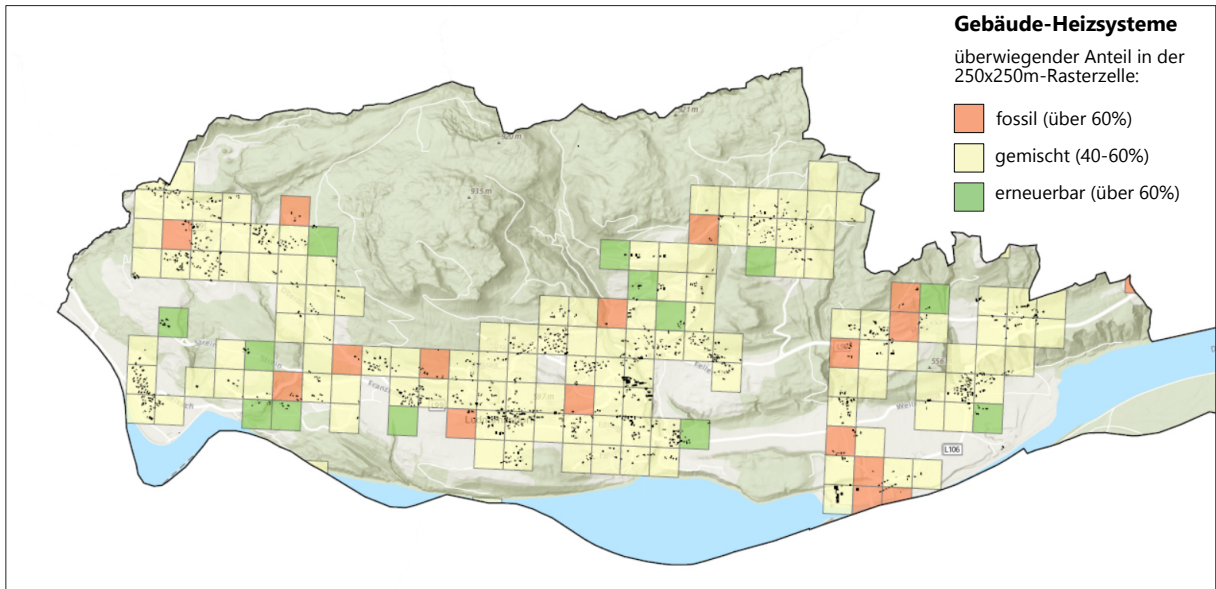 Gebäude-Heizsysteme
überwiegender Anteil in der
250x250m-Rasterzelle:
fossil (über 60%)
gemischt (40-60%)
erneuerbar (über 60%)
935 m
556
L106